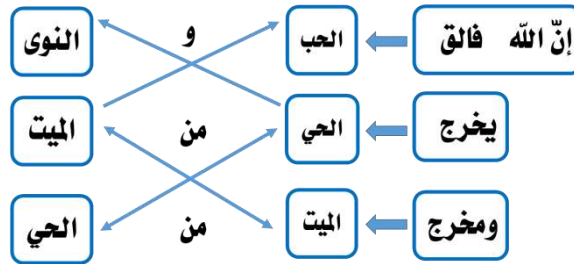 إنّ الله فالق الحب و النوى
يخرج الحي من الميت
ومخرج الميت من الحي